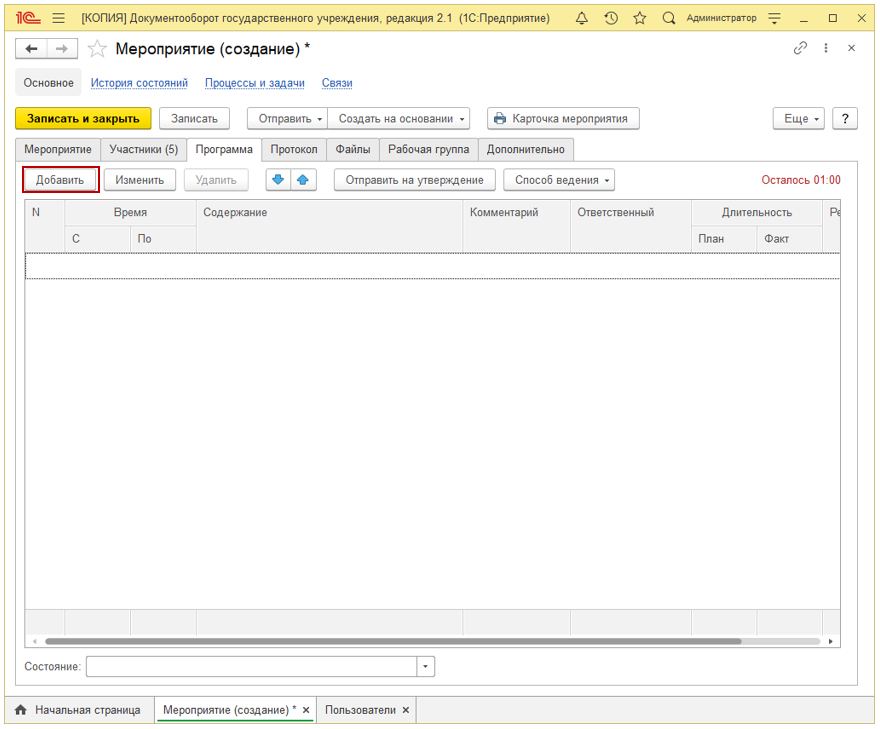 1С [КОПИЯ] Документооборот государственного учреждения, редакция 2.1 (1С:Предприятие) Администратор
Мероприятие (создание) *
Основное История состояний Процессы и задачи Связи
Записать и закрыть Записать Отправить Создать на основании Карточка мероприятия Еще ?
Мероприятие Участники (5) Программа Протокол Файлы Рабочая группа Дополнительно
Добавить Изменить Удалить Отправить на утверждение Способ ведения Осталось 01:00
N Время Содержание Комментарий Ответственный Длительность Ре
С По План Факт
Состояние:
Начальная страница Мероприятие (создание) * × Пользователи ×